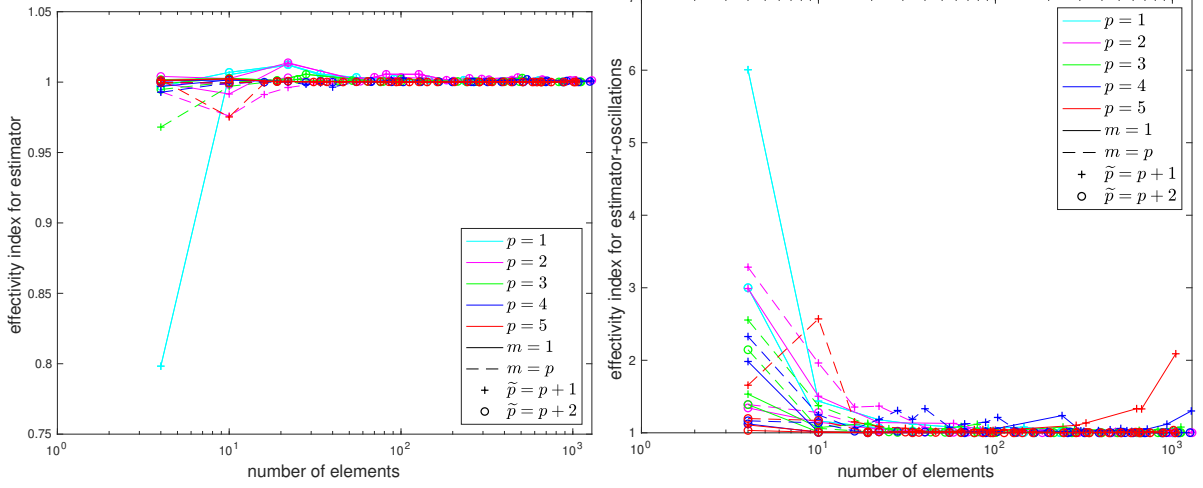 effectivity index for estimator
1.05
1
0.95
0.9
0.85
0.8
0.75
10^0
10^1
10^2
10^3
number of elements
p = 1
p = 2
p = 3
p = 4
p = 5
m = 1
m = p
p̃ = p + 1
p̃ = p + 2
effectivity index for estimator+oscillations
6
5
4
3
2
1
10^0
10^1
10^2
10^3
number of elements
p = 1
p = 2
p = 3
p = 4
p = 5
m = 1
m = p
p̃ = p + 1
p̃ = p + 2